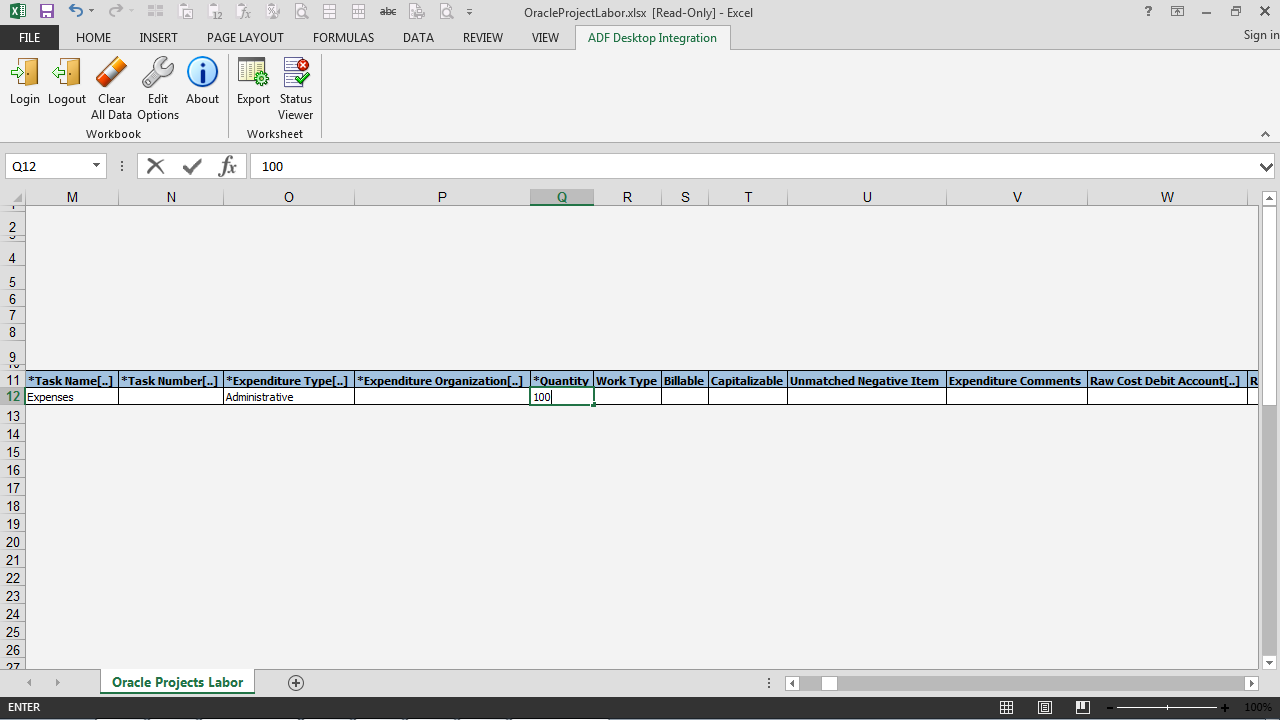 OracleProjectLabor.xlsx [Read-Only] - Excel
FILE HOME INSERT PAGE LAYOUT FORMULAS DATA REVIEW VIEW ADF Desktop Integration Sign in
Login Logout Clear All Data Edit Options About Export Status Viewer
Workbook Worksheet
Q12 100
M N O P Q R S T U V W
2
4
5
6
7
8
9
11 *Task Name[..] *Task Number[..] *Expenditure Type[..] *Expenditure Organization[..] *Quantity Work Type Billable Capitalizable Unmatched Negative Item Expenditure Comments Raw Cost Debit Account[..] R
12 Expenses Administrative 100
13
14
15
16
17
18
19
20
21
22
23
24
25
26
27
Oracle Projects Labor
ENTER 100%